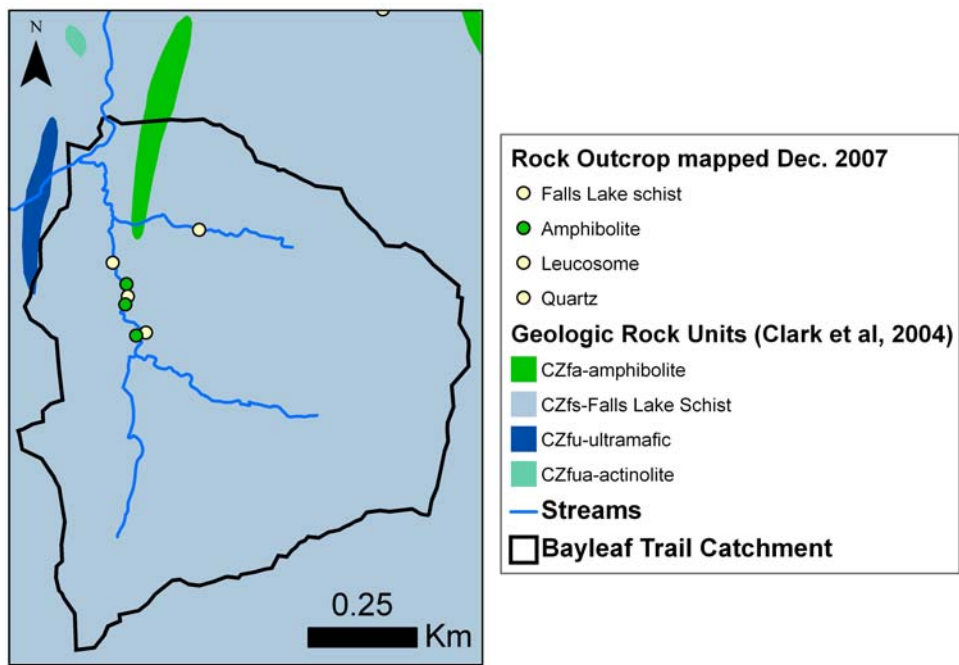 N
0.25
Km
Rock Outcrop mapped Dec. 2007
Falls Lake schist
Amphibolite
Leucosome
Quartz
Geologic Rock Units (Clark et al, 2004)
CZfa-amphibolite
CZfs-Falls Lake Schist
CZfu-ultramafic
CZfua-actinolite
Streams
Bayleaf Trail Catchment